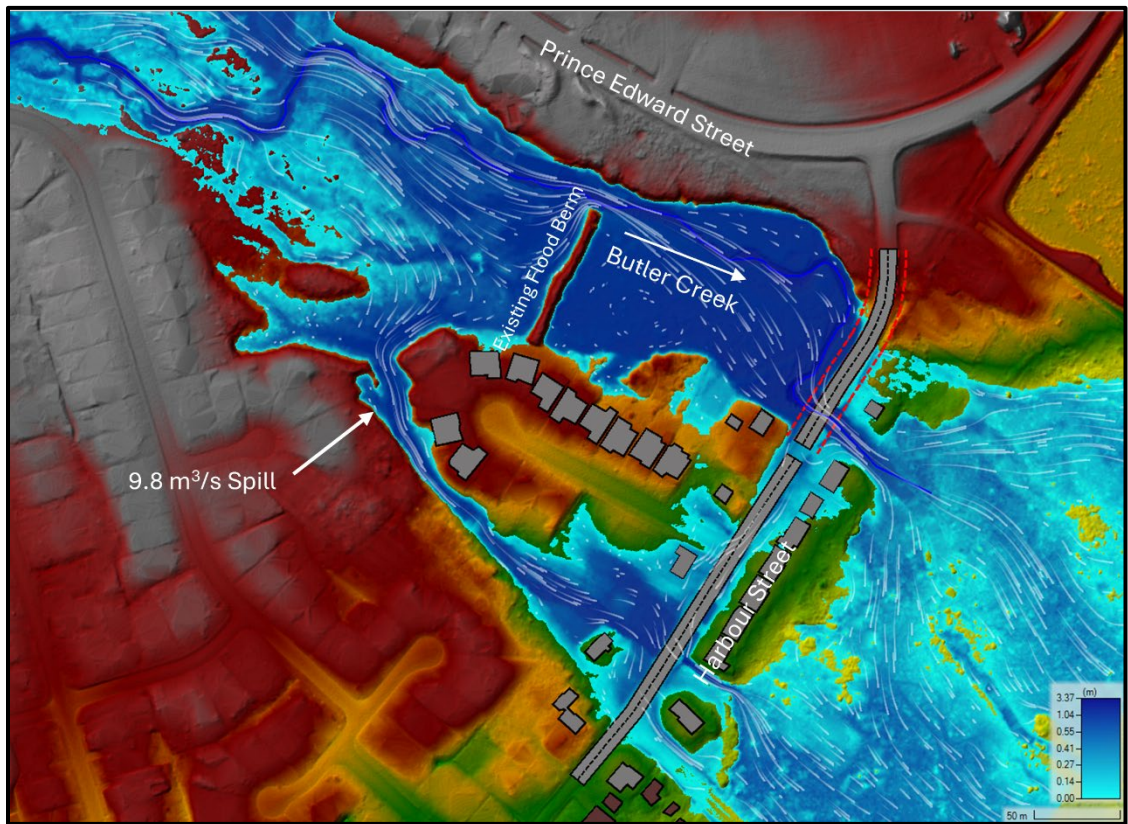 Prince Edward Street
Existing Flood Berm
Butler Creek
9.8 m³/s Spill
Harbour Street
3.37 (m)
1.04
0.55
0.41
0.27
0.14
0.00
50 m